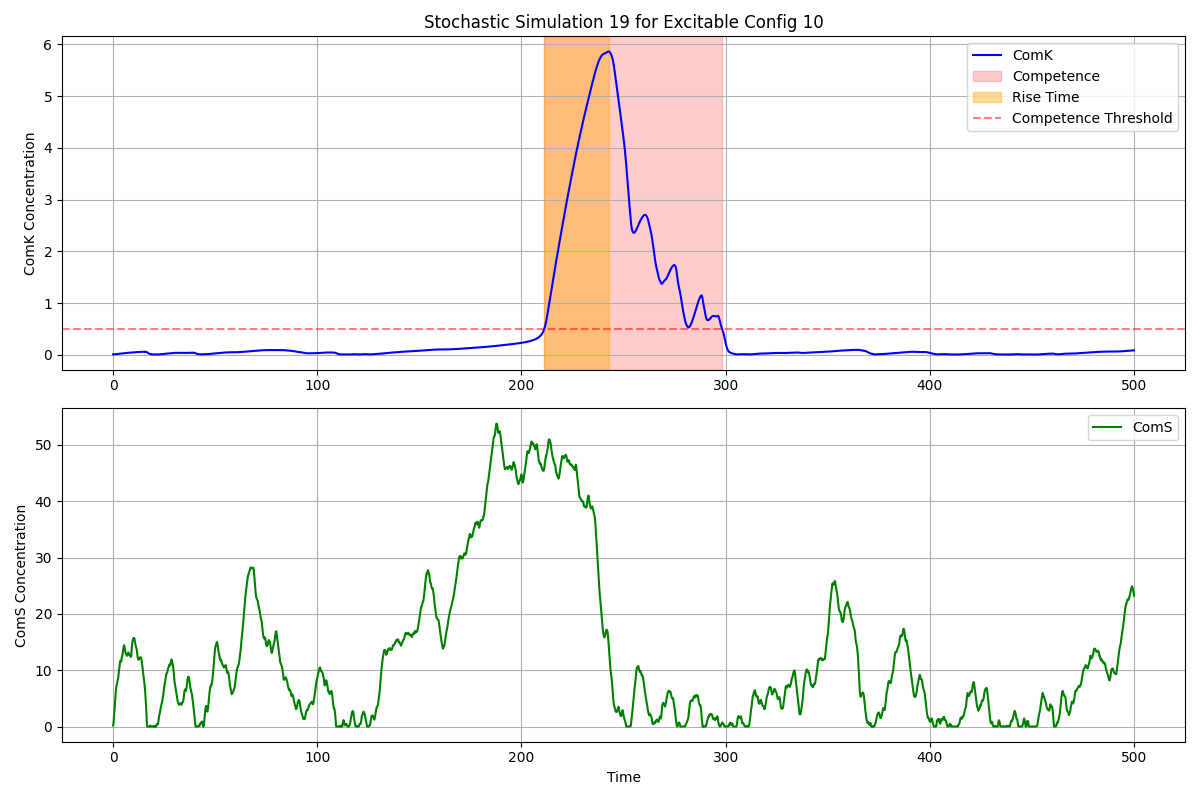 Stochastic Simulation 19 for Excitable Config 10
ComK Concentration
6
5
4
3
2
1
0
ComK
Competence
Rise Time
Competence Threshold
0 100 200 300 400 500
ComS Concentration
50
40
30
20
10
0
ComS
0 100 200 300 400 500
Time